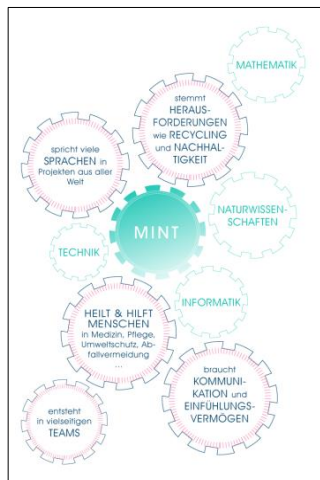 MATHEMATIK
stemmt
HERAUS-
FORDERUNGEN
wie RECYCLING
und NACHHAL-
TIGKEIT
spricht viele
SPRACHEN in
Projekten aus aller
Welt
NATURWISSEN-
SCHAFTEN
MINT
TECHNIK
INFORMATIK
HEILT & HILFT
MENSCHEN
in Medizin, Pflege,
Umweltschutz, Ab-
fallvermeidung
...
braucht
KOMMUNI-
KATION und
EINFÜHLUNGS-
VERMÖGEN
entsteht
in vielseitigen
TEAMS